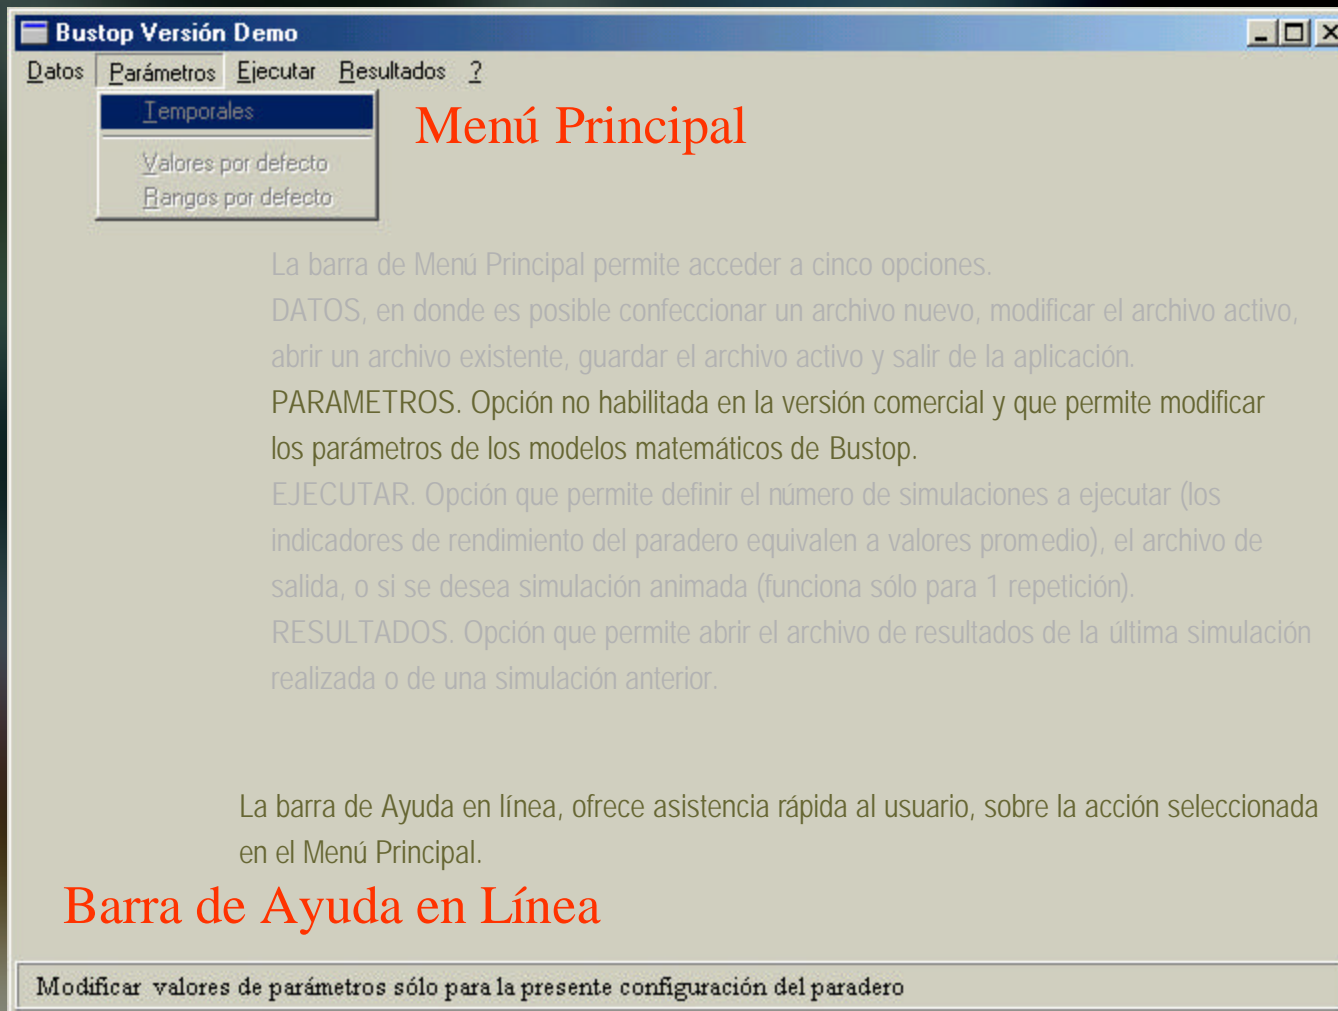 Bustop Versión Demo
Datos Parámetros Ejecutar Resultados ?
Temporales
Valores por defecto
Rangos por defecto
Menú Principal
La barra de Menú Principal permite acceder a cinco opciones.
DATOS, en donde es posible confeccionar un archivo nuevo, modificar el archivo activo,
abrir un archivo existente, guardar el archivo activo y salir de la aplicación.
PARAMETROS. Opción no habilitada en la versión comercial y que permite modificar
los parámetros de los modelos matemáticos de Bustop.
EJECUTAR. Opción que permite definir el número de simulaciones a ejecutar (los
indicadores de rendimiento del paradero equivalen a valores promedio), el archivo de
salida, o si se desea simulación animada (funciona sólo para 1 repetición).
RESULTADOS. Opción que permite abrir el archivo de resultados de la última simulación
realizada o de una simulación anterior.
La barra de Ayuda en línea, ofrece asistencia rápida al usuario, sobre la acción seleccionada
en el Menú Principal.
Barra de Ayuda en Línea
Modificar valores de parámetros sólo para la presente configuración del paradero